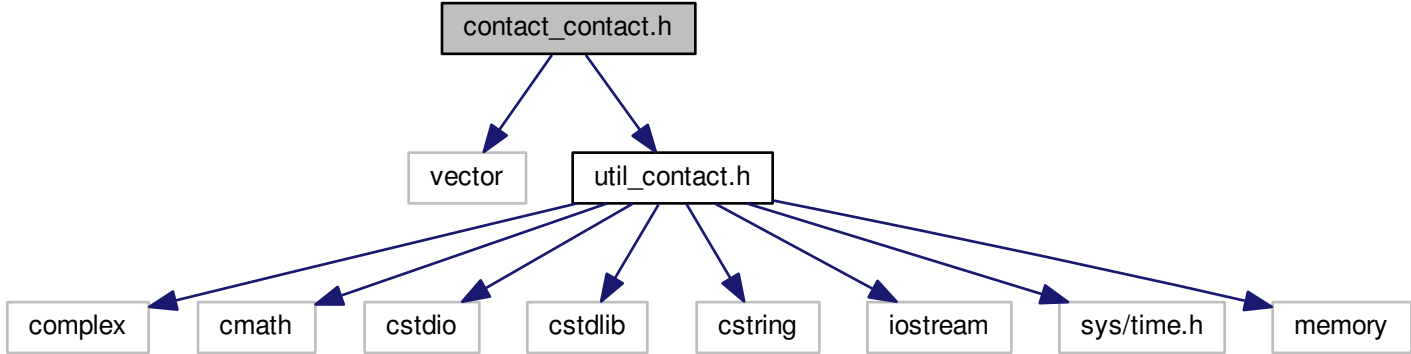 contact_contact.h
vector
util_contact.h
complex
cmath
cstdio
cstdlib
cstring
iostream
sys/time.h
memory